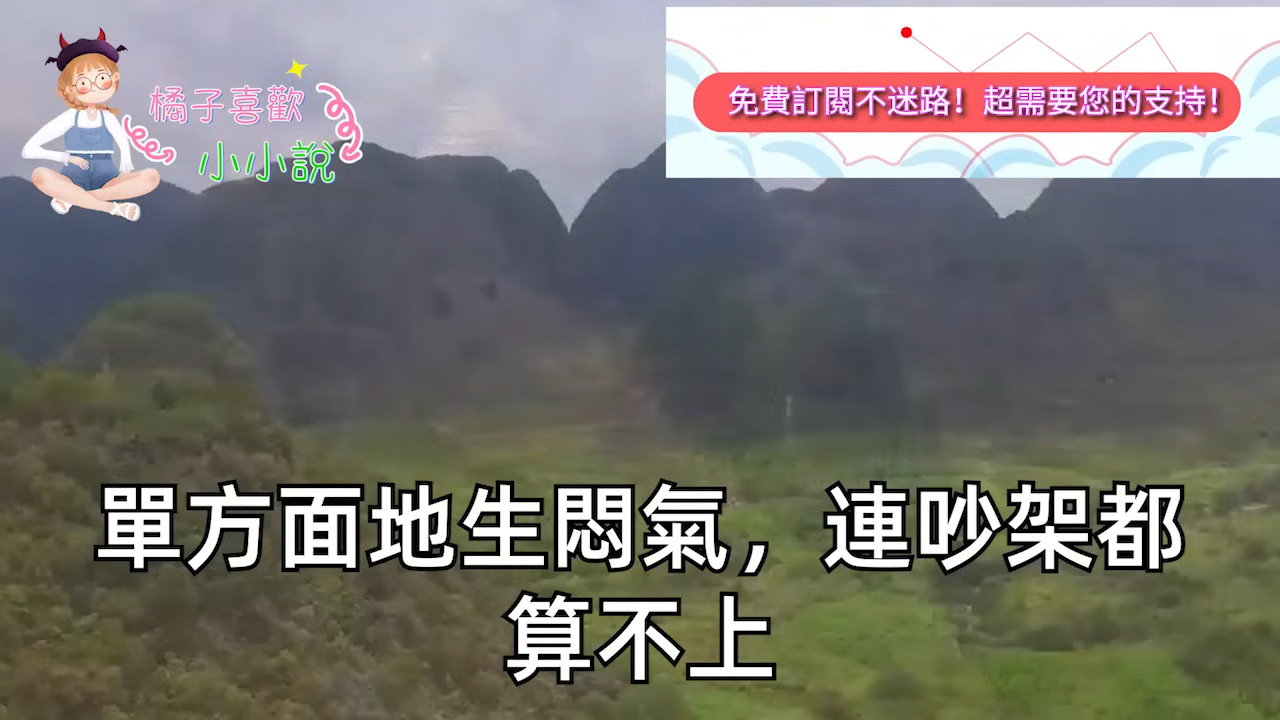 橘子喜歡
小小說
免費訂閱不迷路！超需要您的支持！
單方面地生悶氣，連吵架都
算不上